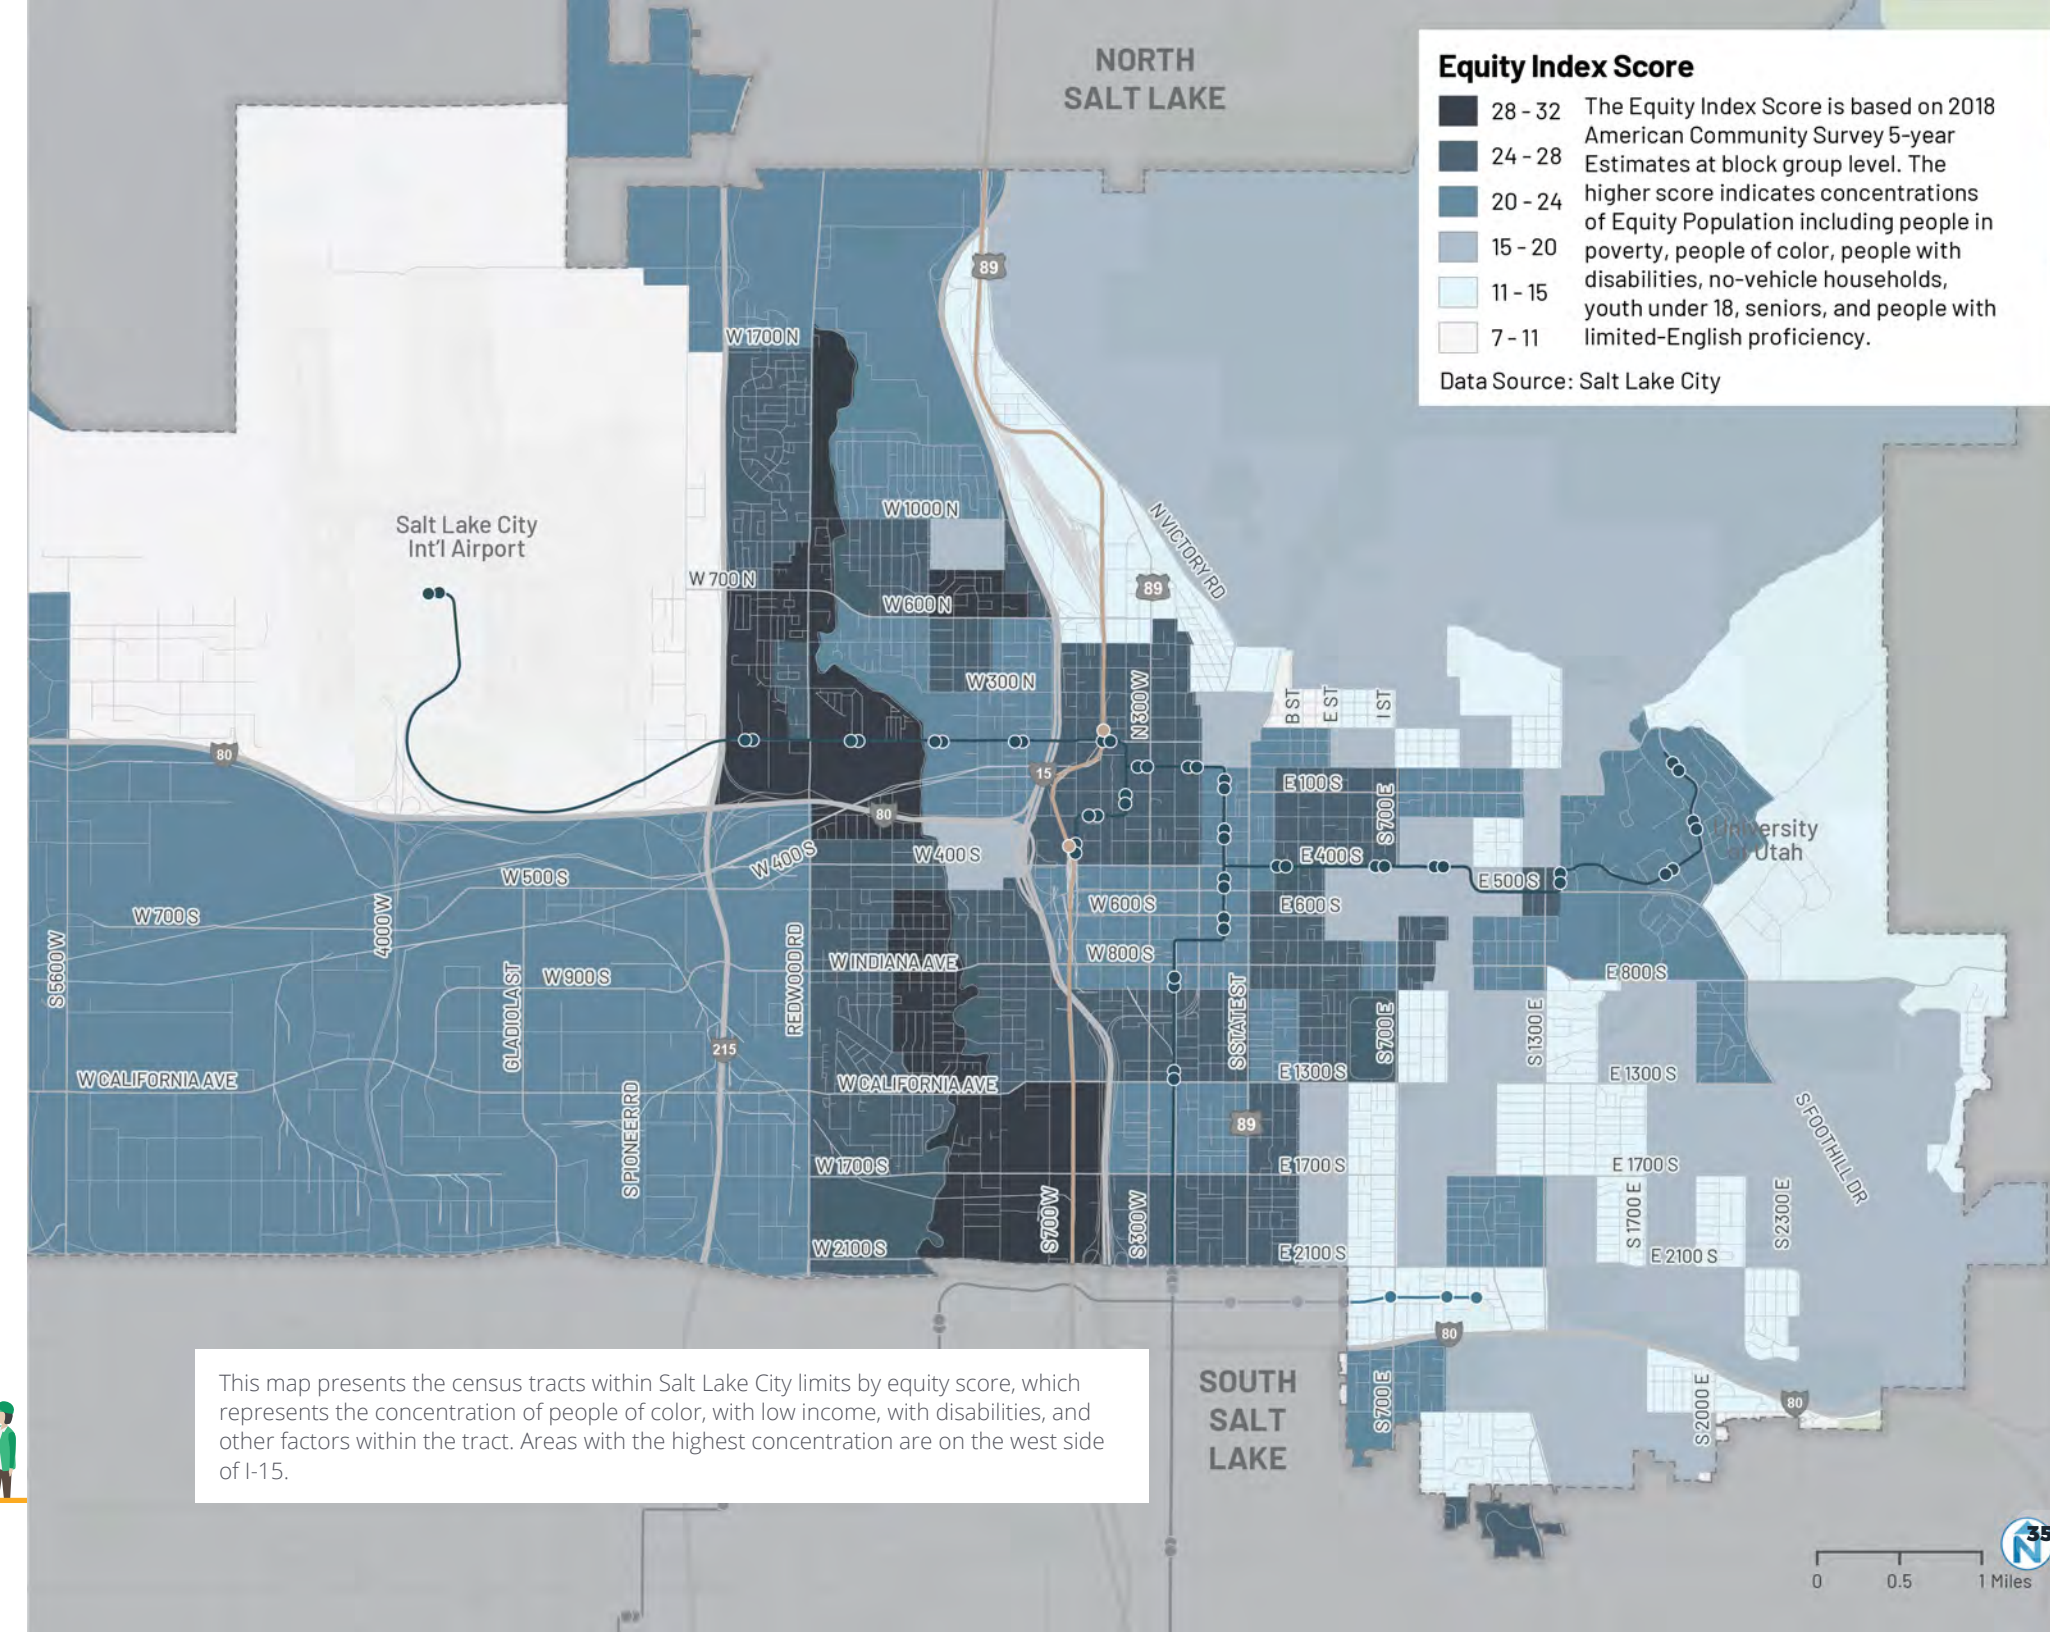 NORTH
SALT LAKE
Equity Index Score
28 - 32
24 - 28
20 - 24
15 - 20
11 - 15
7 - 11
The Equity Index Score is based on 2018
American Community Survey 5-year
Estimates at block group level. The
higher score indicates concentrations
of Equity Population including people in
poverty, people of color, people with
disabilities, no-vehicle households,
youth under 18, seniors, and people with
limited-English proficiency.
Data Source: Salt Lake City
89
W 1700 N
W 1000 N
N VICTORY RD
Salt Lake City
Int'l Airport
W 700 N
89
W 600 N
W 300 N
N 300 W
B ST
E ST
I ST
80
15
E 100 S
S 700 E
80
University
of Utah
W 400 S
W 400 S
E 400 S
W 500 S
E 500 S
W 600 S
E 600 S
W 700 S
4000 W
S 5600 W
REDWOOD RD
W 800 S
W INDIANA AVE
E 800 S
W 900 S
GLADIOLA ST
S STATE ST
S 700 E
S 1300 E
215
W CALIFORNIA AVE
W CALIFORNIA AVE
E 1300 S
E 1300 S
S PIONEER RD
89
S FOOTHILL DR
W 1700 S
E 1700 S
E 1700 S
S 700 W
S 300 W
S 1700 E
S 2300 E
W 2100 S
E 2100 S
E 2100 S
80
SOUTH
SALT
LAKE
S 700 E
S 2000 E
80
This map presents the census tracts within Salt Lake City limits by equity score, which
represents the concentration of people of color, with low income, with disabilities, and
other factors within the tract. Areas with the highest concentration are on the west side
of I-15.
N
35
0
0.5
1 Miles